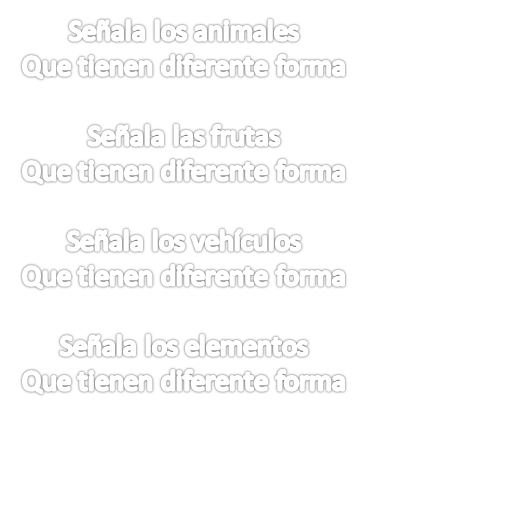 Señala los animales
Que tienen diferente forma
Señala las frutas
Que tienen diferente forma
Señala los vehículos
Que tienen diferente forma
Señala los elementos
Que tienen diferente forma